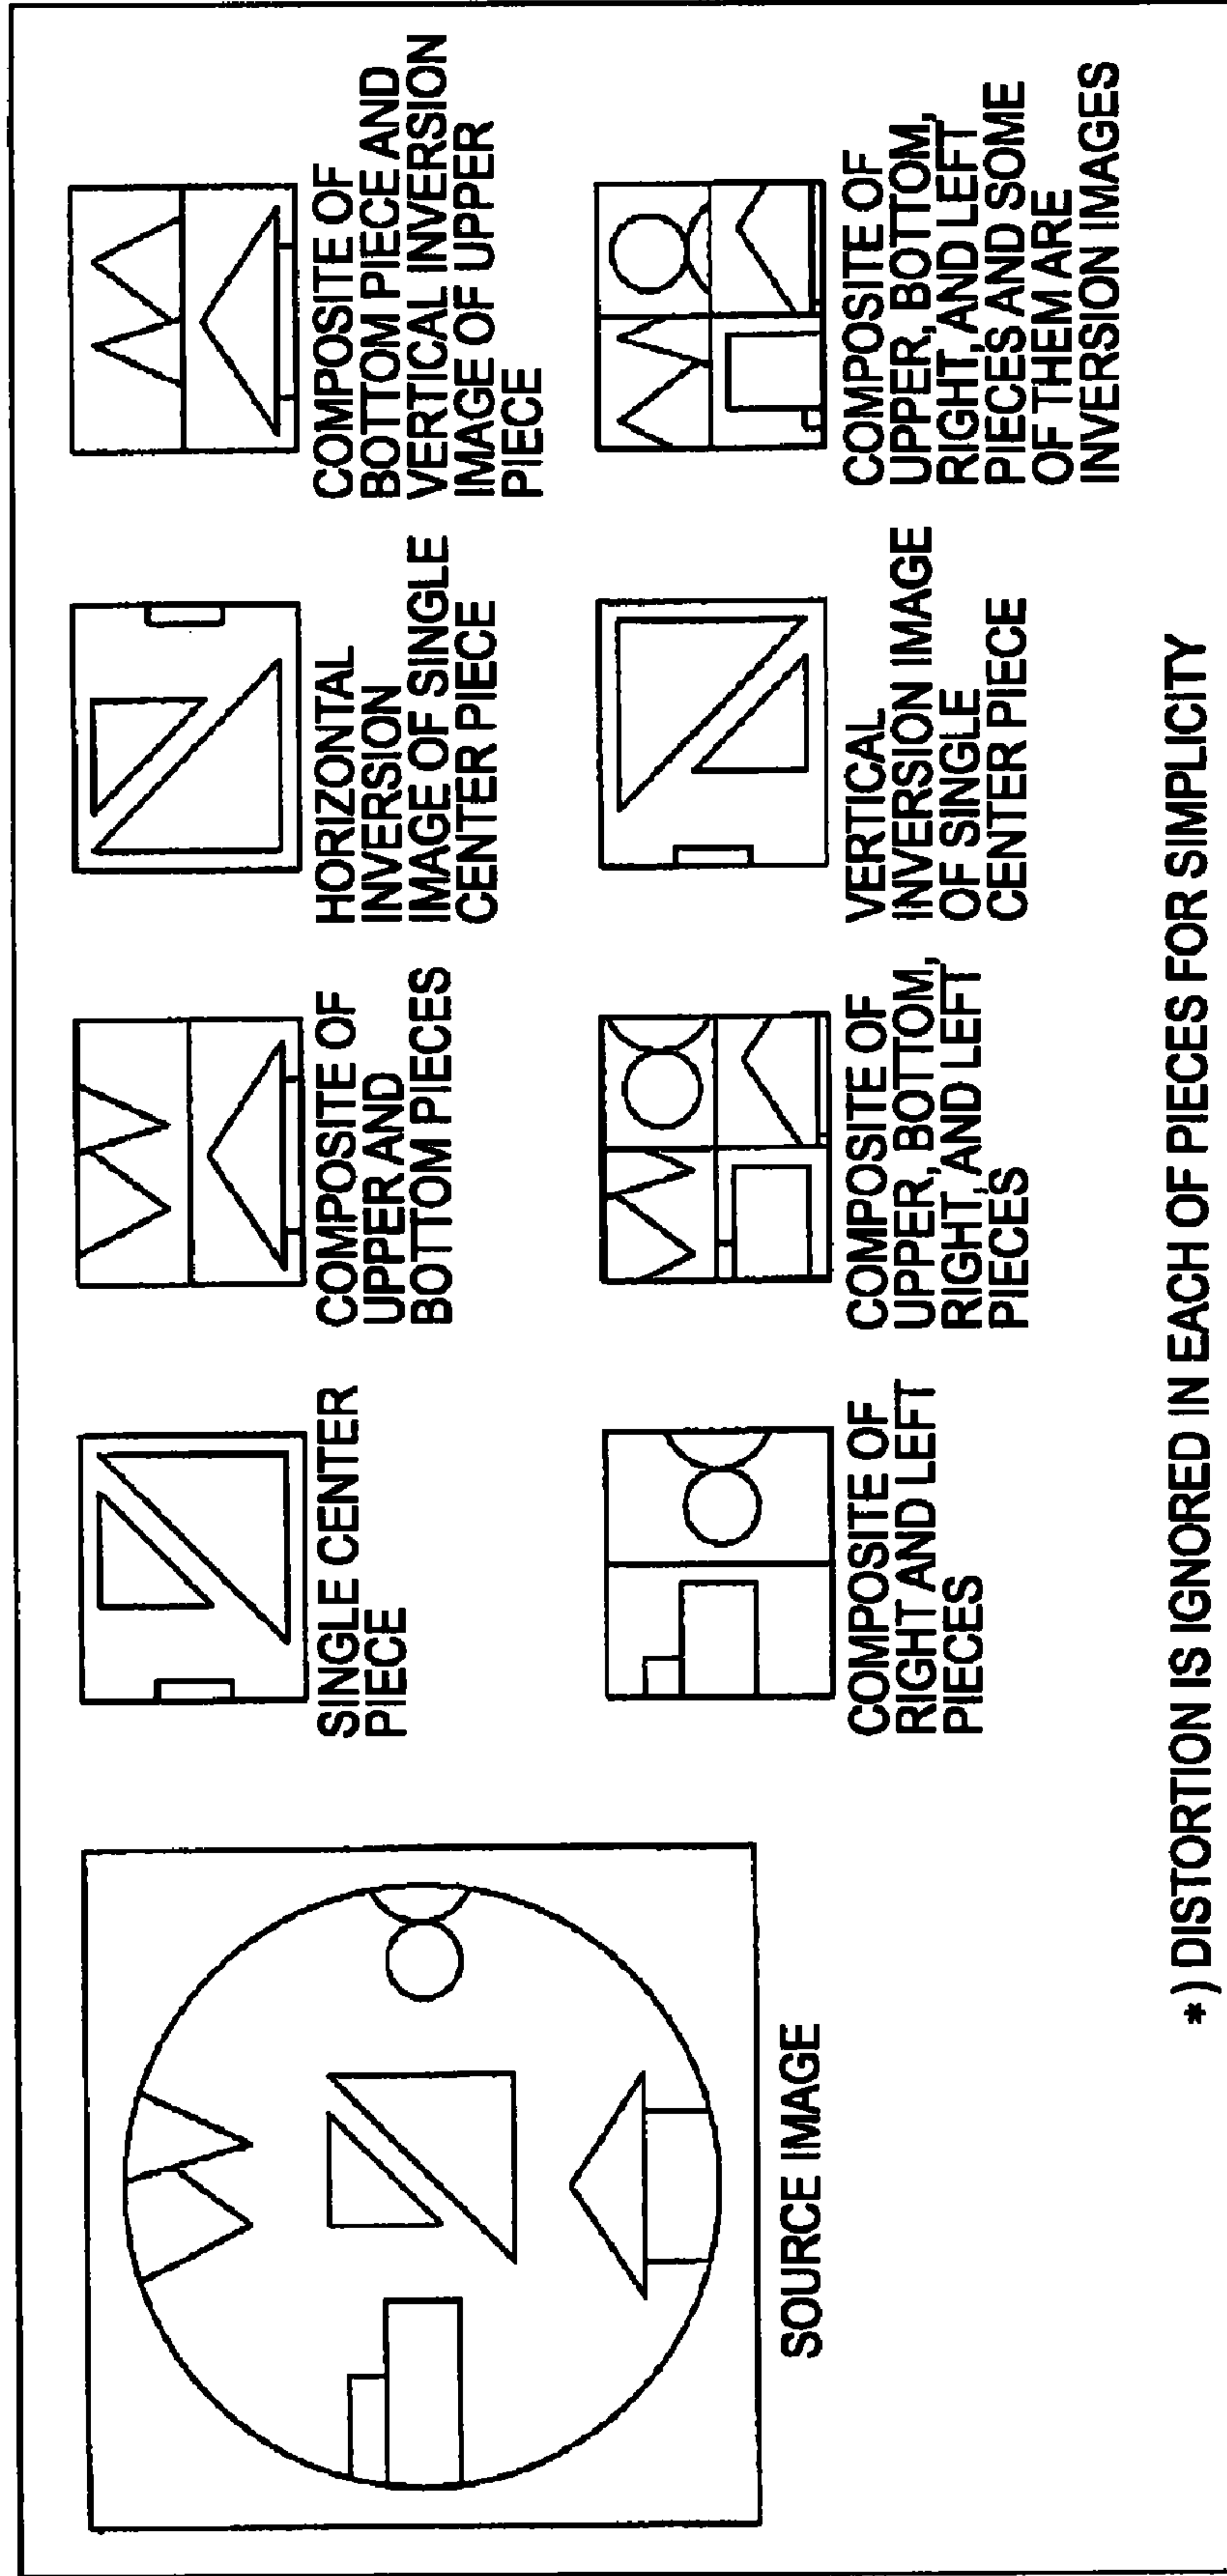 SOURCE IMAGE
SINGLE CENTER
PIECE
COMPOSITE OF
UPPER AND
BOTTOM PIECES
HORIZONTAL
INVERSION
IMAGE OF SINGLE
CENTER PIECE
COMPOSITE OF
BOTTOM PIECE AND
VERTICAL INVERSION
IMAGE OF UPPER
PIECE
COMPOSITE OF
RIGHT AND LEFT
PIECES
COMPOSITE OF
UPPER, BOTTOM,
RIGHT, AND LEFT
PIECES
VERTICAL
INVERSION IMAGE
OF SINGLE
CENTER PIECE
COMPOSITE OF
UPPER, BOTTOM,
RIGHT, AND LEFT
PIECES AND SOME
OF THEM ARE
INVERSION IMAGES
*) DISTORTION IS IGNORED IN EACH OF PIECES FOR SIMPLICITY